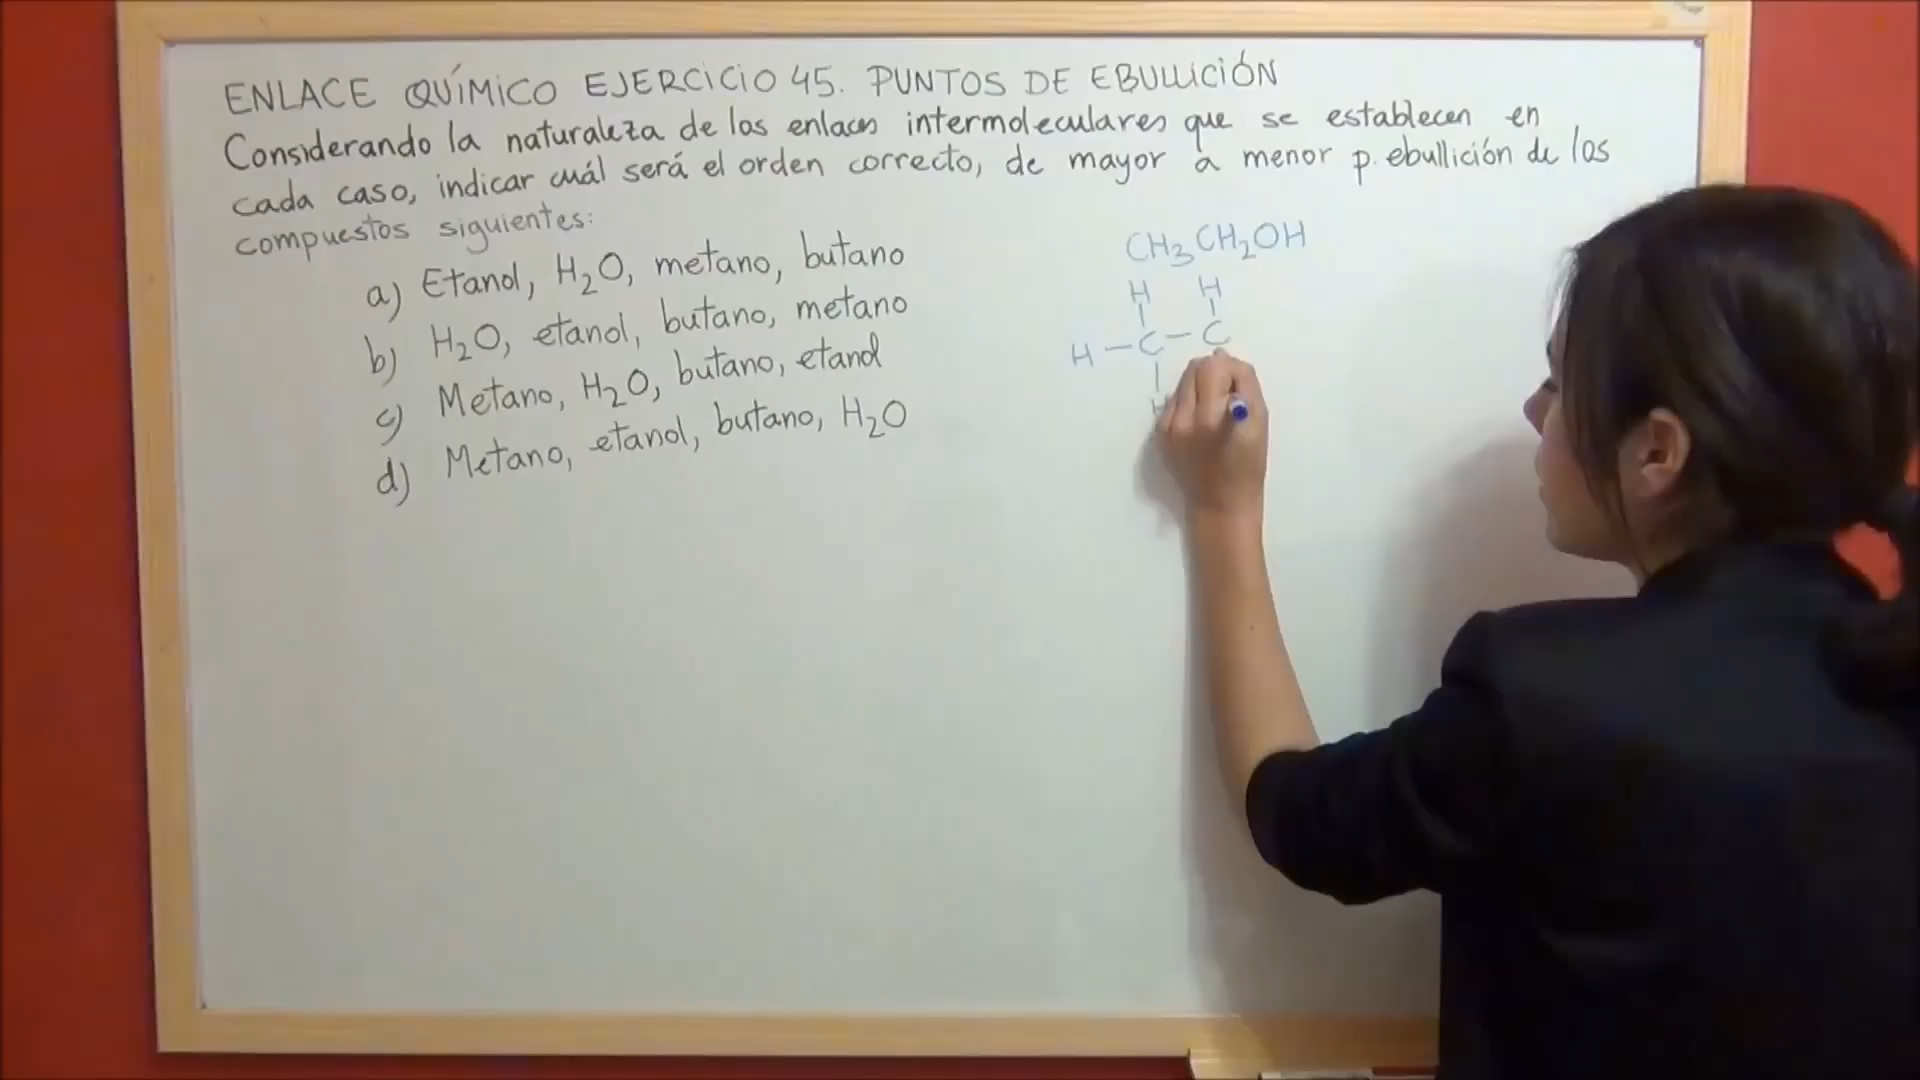 ENLACE QUÍMICO EJERCICIO 45. PUNTOS DE EBULLICIÓN
Considerando la naturaleza de los enlaces intermoleculares que se establecen en
cada caso, indicar cuál será el orden correcto, de mayor a menor p. ebullición de los
compuestos siguientes:
a) Etanol, H₂O, metano, butano
b) H₂O, etanol, butano, metano
c) Metano, H₂O, butano, etanol
d) Metano, etanol, butano, H₂O
CH₃CH₂OH
H H
H – C – C
H